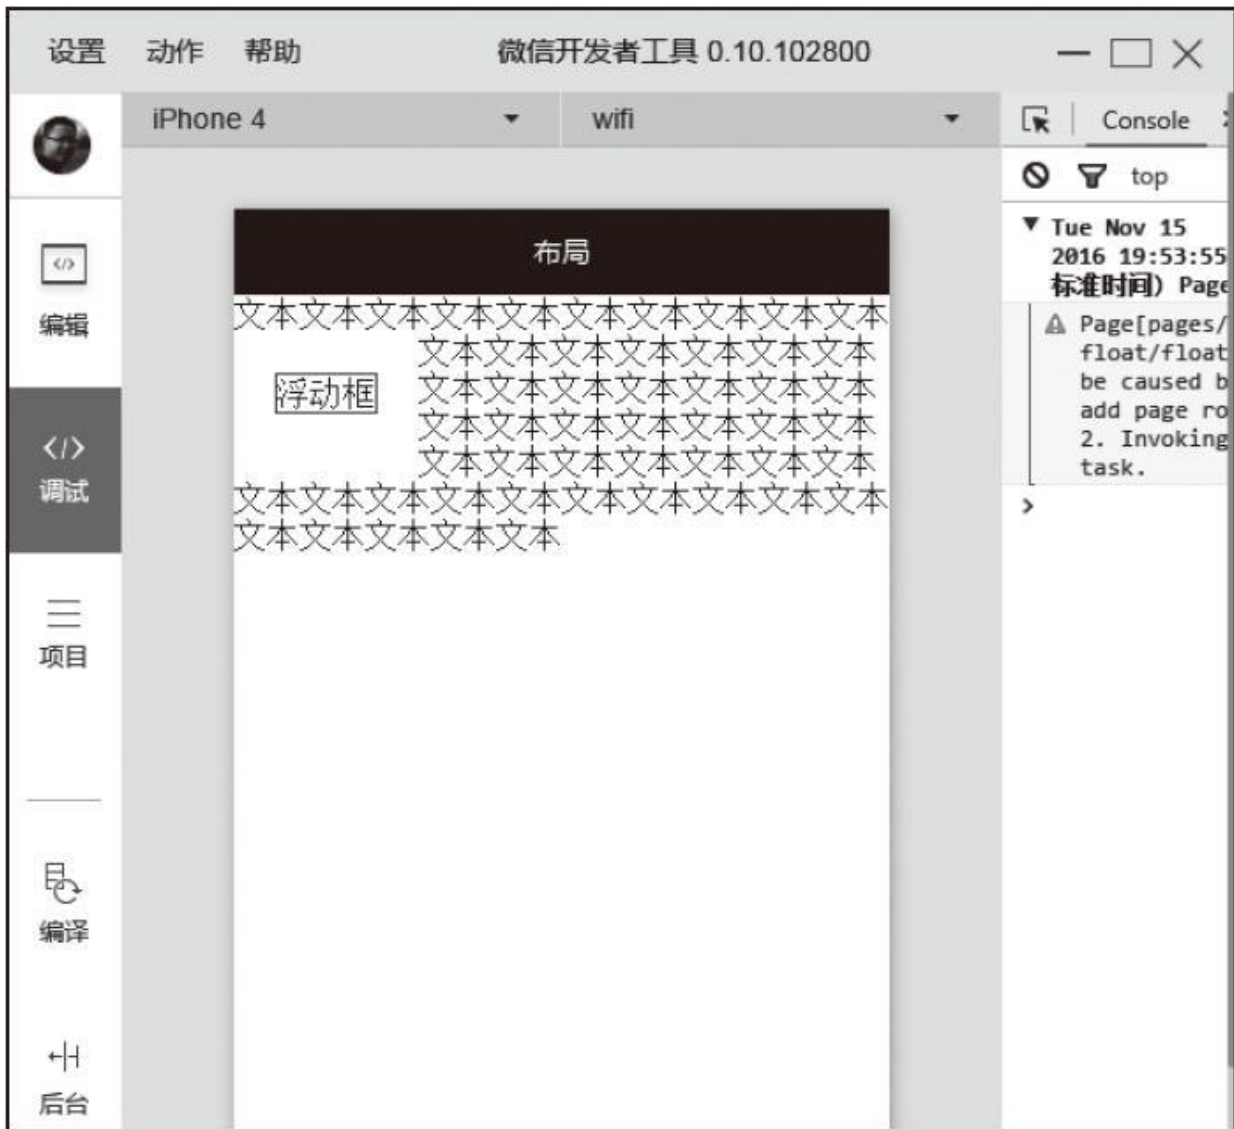 设置 动作 帮助 微信开发者工具 0.10.102800
iPhone 4 wifi
Console
top
编辑
调试
项目
编译
后台
布局
文本文本文本文本文本文本文本文本文本文本
文本文本文本文本文本文本文本
浮动框
文本文本文本文本文本文本文本
文本文本文本文本文本文本文本
文本文本文本文本文本文本文本
文本文本文本文本文本文本文本文本文本文本
文本文本文本文本文本
Tue Nov 15
2016 19:53:55
标准时间) Page
Page[pages/
float/float
be caused b
add page ro
2. Invoking
task.